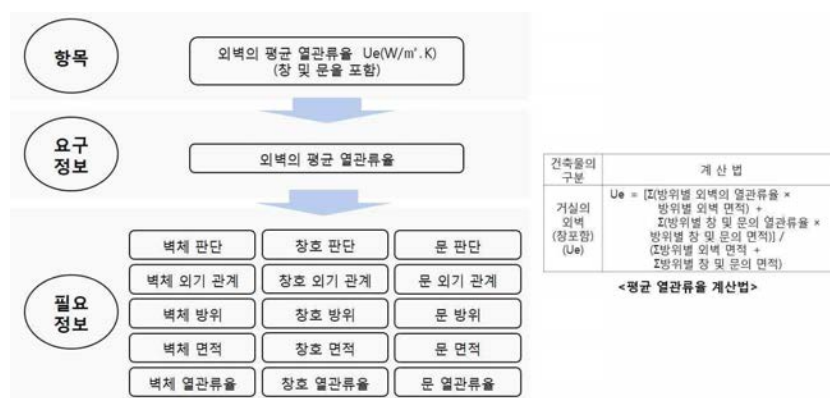 항목
외벽의 평균 열관류율 Ue(W/㎡.K)
(창 및 문을 포함)
요구
정보
외벽의 평균 열관류율
필요
정보
벽체 판단 창호 판단 문 판단
벽체 외기 관계 창호 외기 관계 문 외기 관계
벽체 방위 창호 방위 문 방위
벽체 면적 창호 면적 문 면적
벽체 열관류율 창호 열관류율 문 열관류율
건축물의
구분
계 산 법
거실의
외벽
(창포함)
(Ue)
Ue = [Σ(방위별 외벽의 열관류율 ×
방위별 외벽 면적) +
Σ(방위별 창 및 문의 열관류율 ×
방위별 창 및 문의 면적)] /
(Σ방위별 외벽 면적 +
Σ방위별 창 및 문의 면적)
<평균 열관류율 계산법>